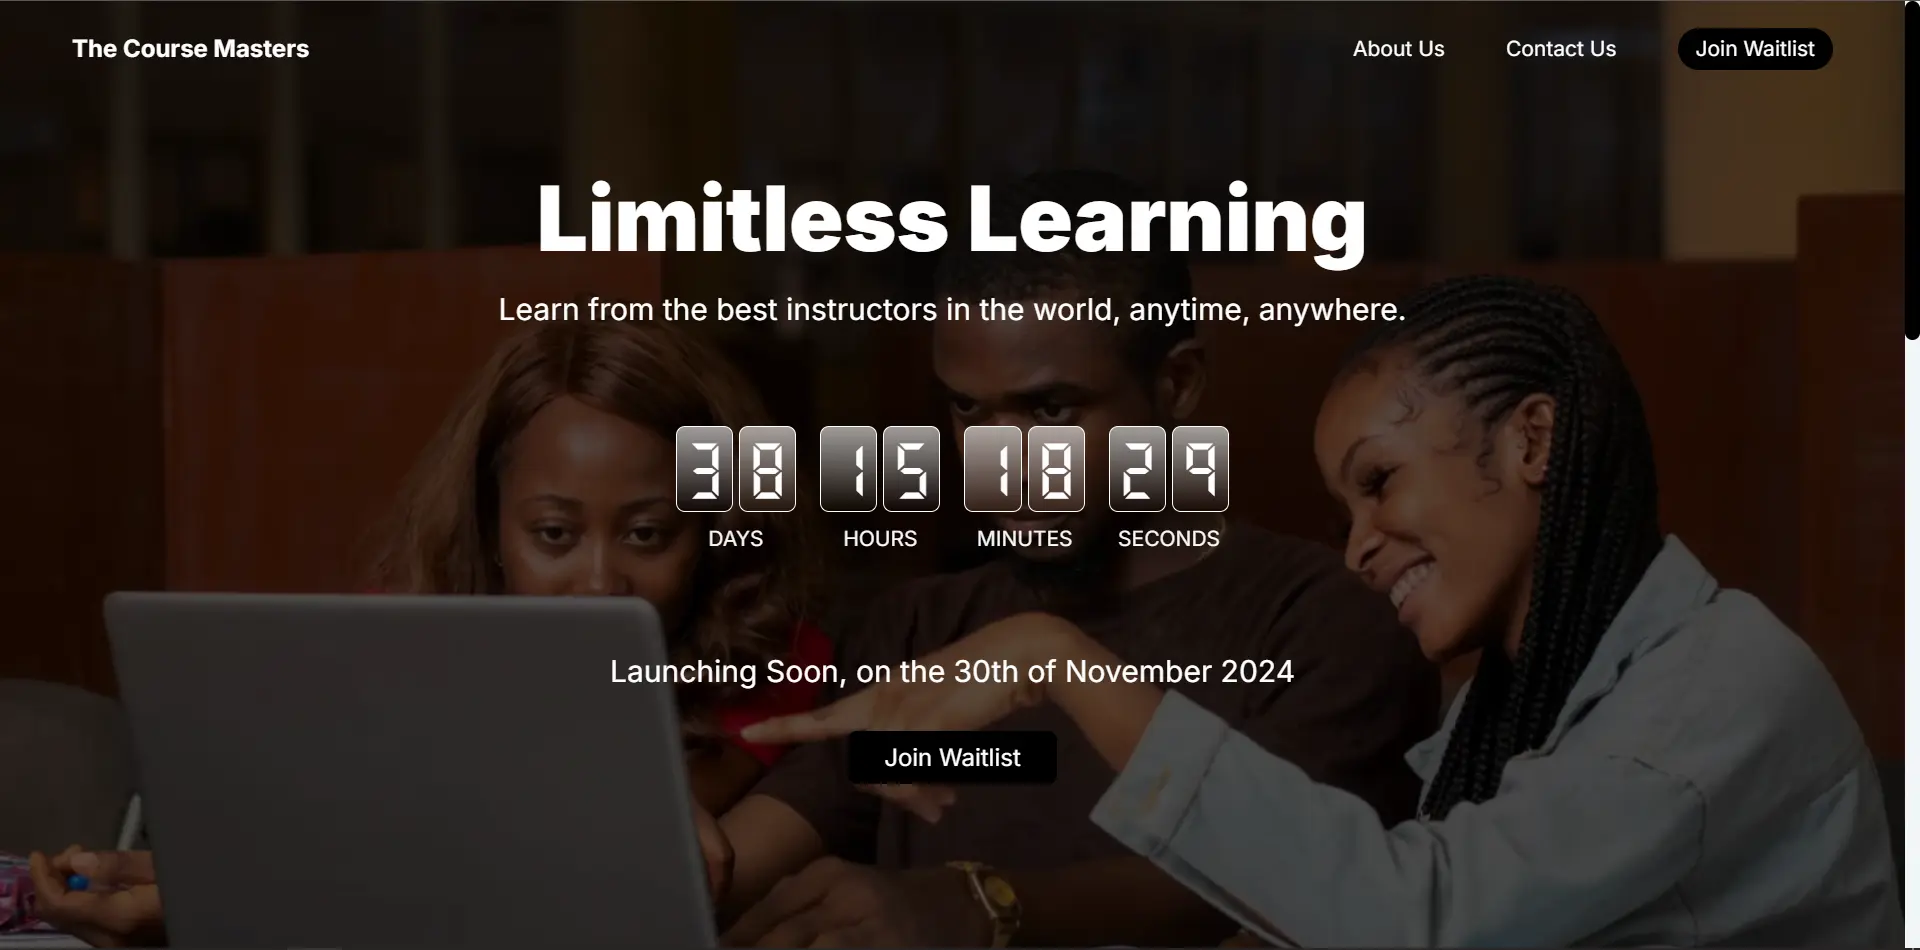 The Course Masters
About Us
Contact Us
Join Waitlist
Limitless Learning
Learn from the best instructors in the world, anytime, anywhere.
38 15 18 29
DAYS HOURS MINUTES SECONDS
Launching Soon, on the 30th of November 2024
Join Waitlist